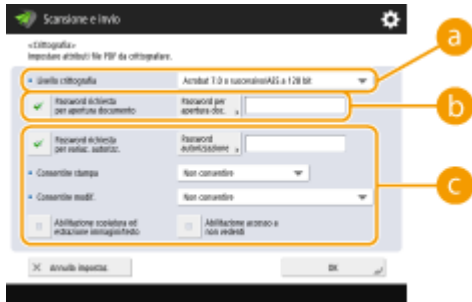 Scansione e invio
<Crittografia>
Impostare attributi file PDF da crittografare.
Livello crittografia
Acrobat 7.0 o successivo/AES a 128 bit
a
Password richiesta
per apertura documento
Password per
apertura doc.
b
Password richiesta
per variaz. autorizz.
Password
autorizzazione
Consentire stampa
Non consentire
c
Consentire modif.
Non consentire
Abilitazione copiatura ed
estrazione immagini/testo
Abilitazione accesso a
non vedenti
Annulla impostaz.
OK